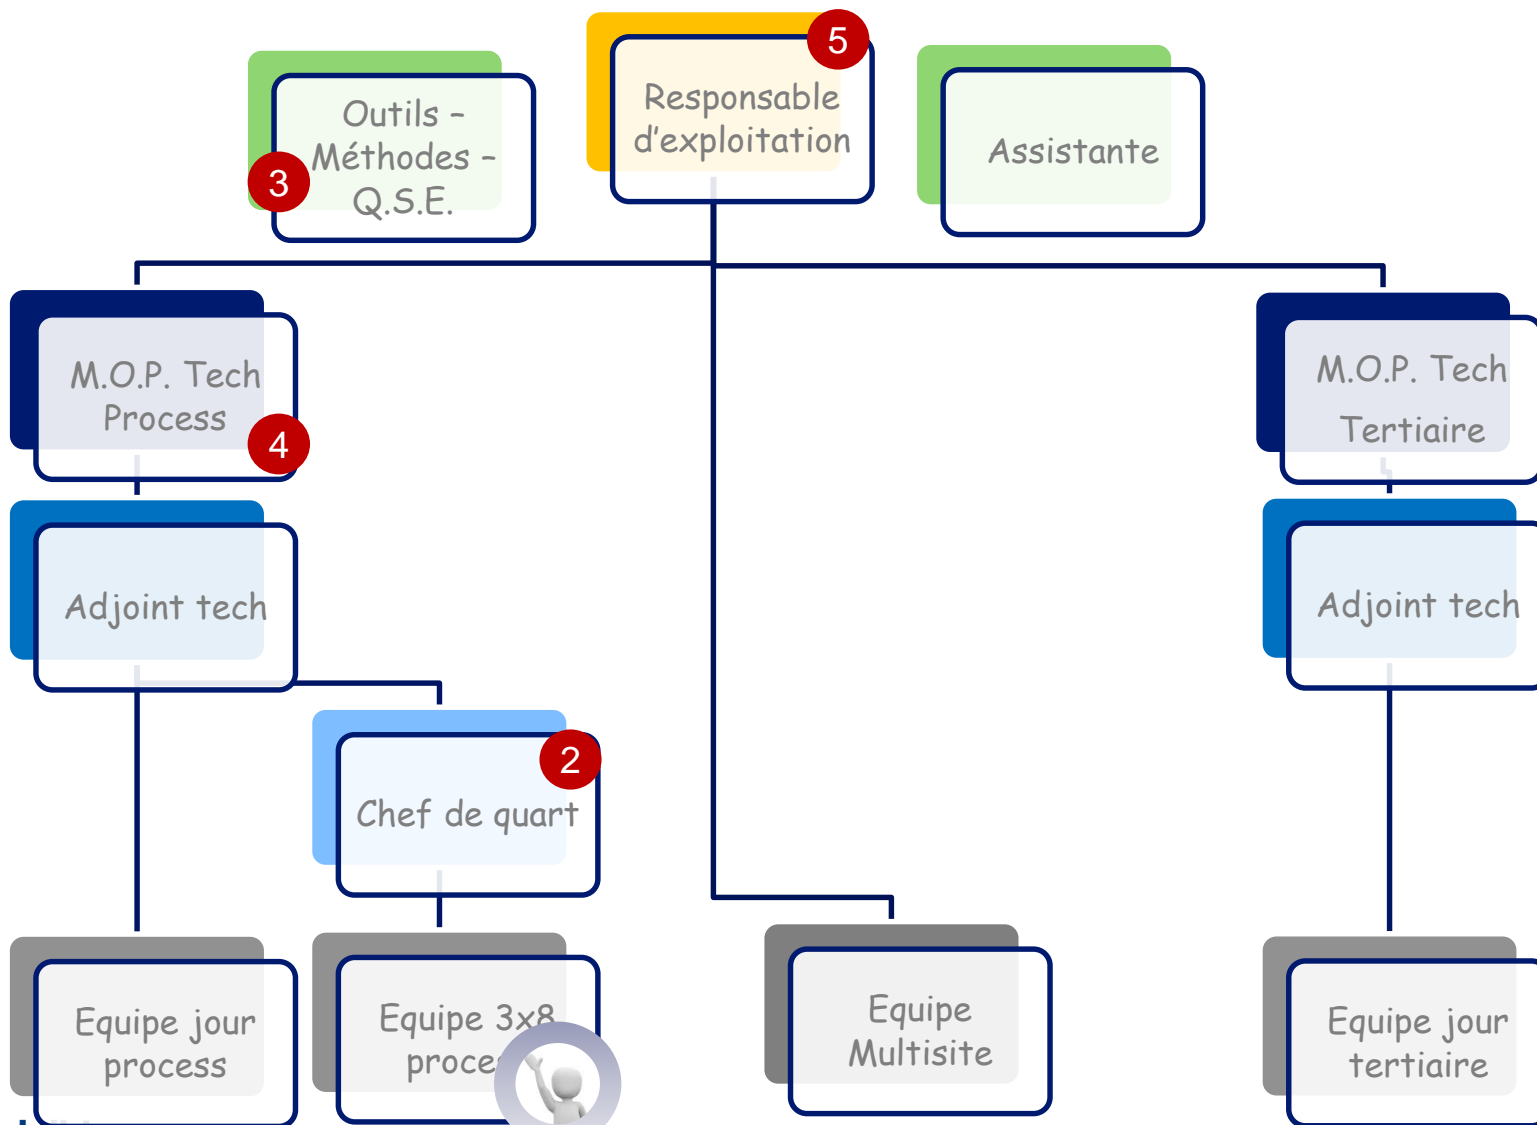 5
Outils –
Méthodes –
Q.S.E.
3
Responsable
d'exploitation
Assistante
M.O.P. Tech
Process
4
M.O.P. Tech
Tertiaire
Adjoint tech
Adjoint tech
2
Chef de quart
Equipe jour
process
Equipe 3x8
Equipe
Multisite
Equipe jour
tertiaire